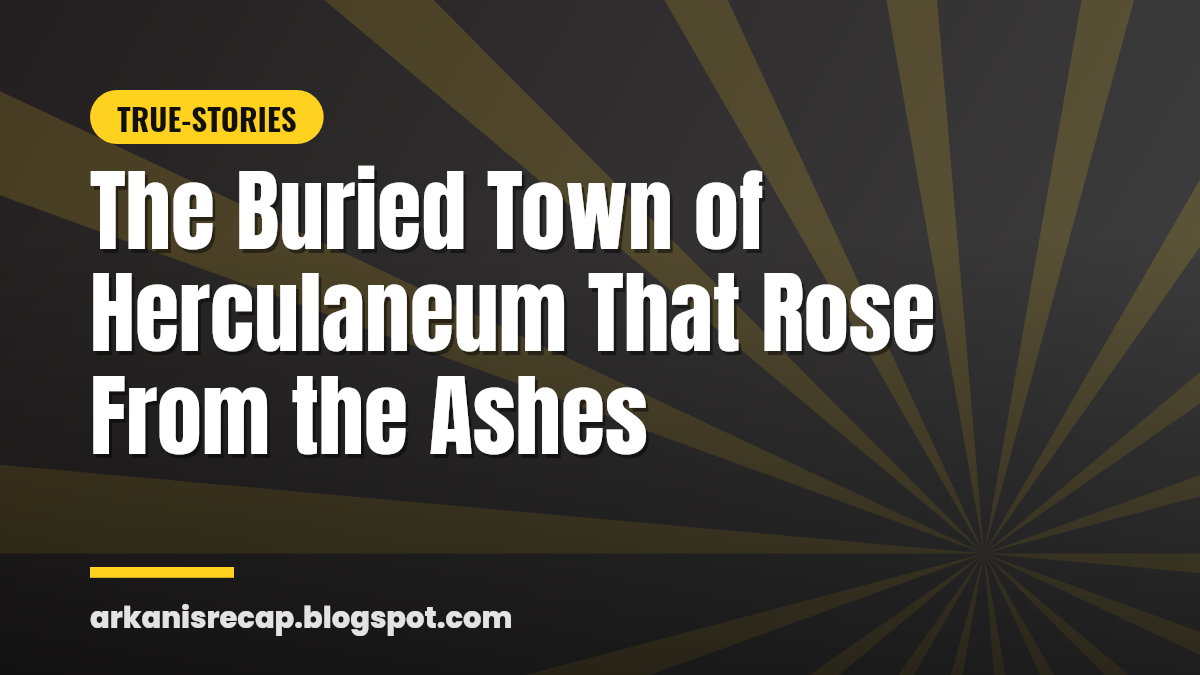 TRUE-STORIES
The Buried Town of
Herculaneum That Rose
From the Ashes
arkanisrecap.blogspot.com